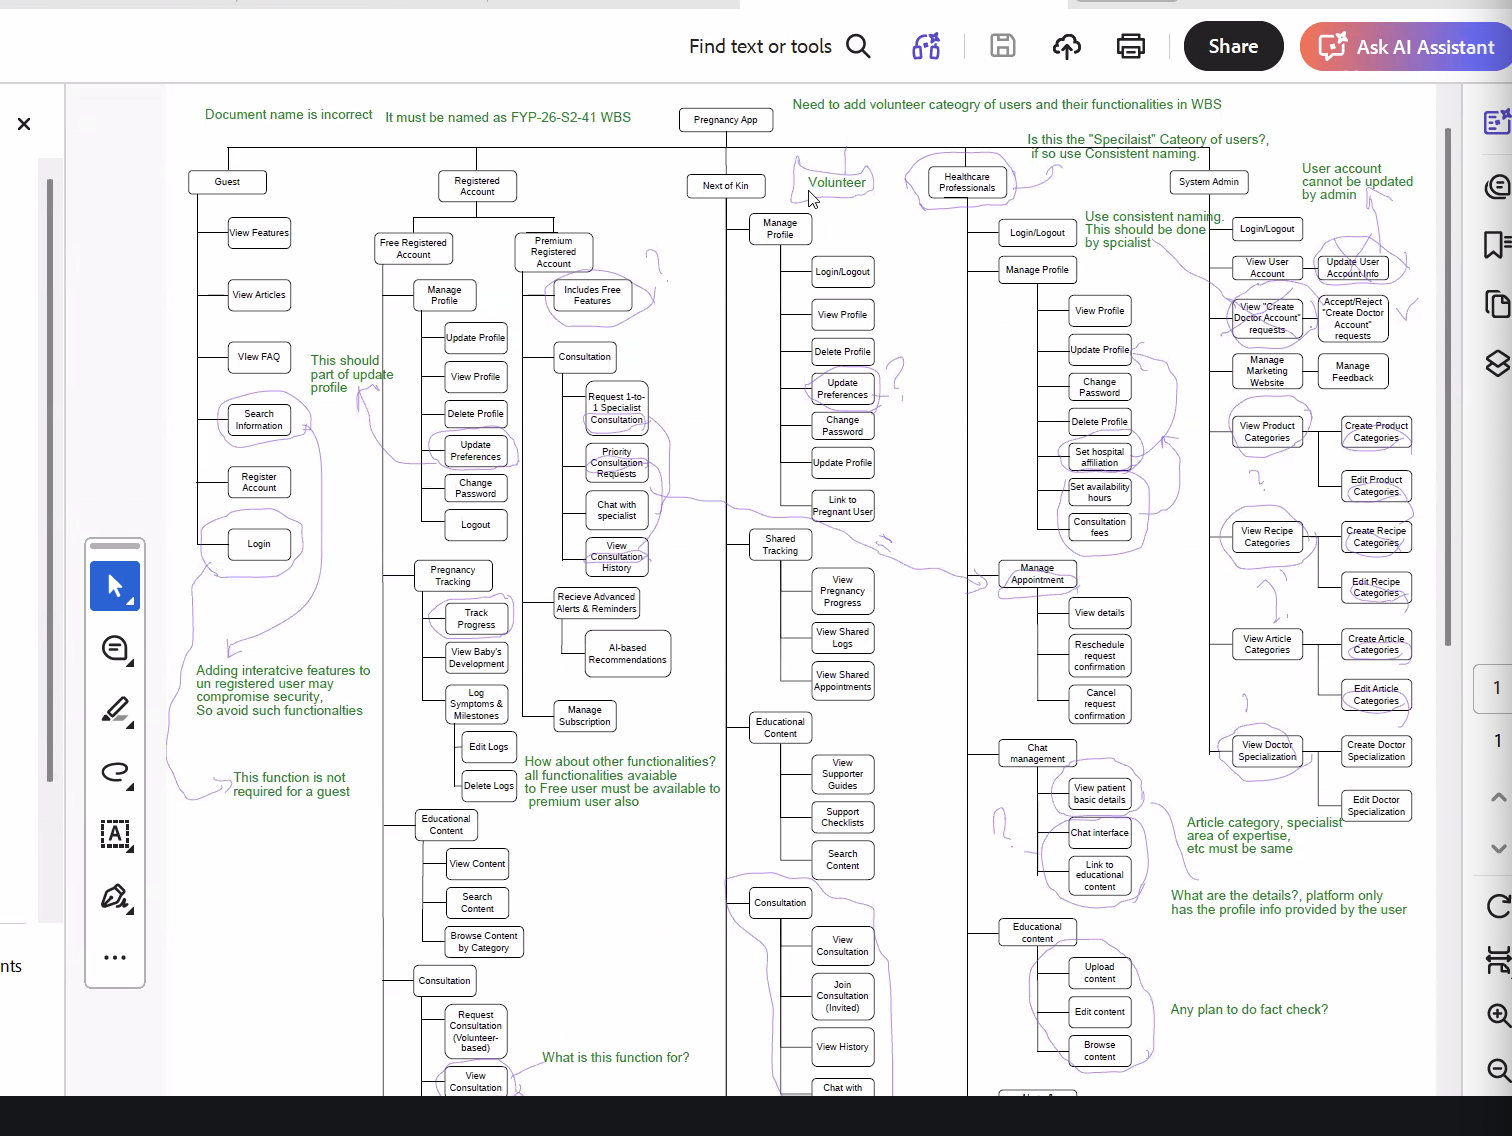 Find text or tools
Share
Ask AI Assistant
Document name is incorrect
It must be named as FYP-26-S2-41 WBS
Need to add volunteer cateogry of users and their functionalities in WBS
Pregnancy App
Is this the "Specilaist" Cateory of users?,
if so use Consistent naming.
Guest
View Features
View Articles
VIew FAQ
Search
Information
Register
Account
Login
Adding interatcive features to
un registered user may
compromise security,
So avoid such functionalties
This function is not
required for a guest
Registered
Account
Free Registered
Account
Manage
Profile
Update Profile
View Profile
Delete Profile
Update
Preferences
Change
Password
Logout
This should
part of update
profile
Pregnancy
Tracking
Track
Progress
View Baby's
Development
Log
Symptoms &
Milestones
Edit Logs
Delete Logs
Educational
Content
View Content
Search
Content
Browse Content
by Category
Consultation
Request
Consultation
(Volunteer-
based)
View
Consultation
What is this function for?
Premium
Registered
Account
Includes Free
Features
?
Consultation
Request 1-to-
1 Specialist
Consultation
Priority
Consultation
Requests
Chat with
specialist
View
Consultation
History
Recieve Advanced
Alerts & Reminders
AI-based
Recommendations
Manage
Subscription
How about other functionalities?
all functionalities avaiable
to Free user must be available to
premium user also
Next of Kin
Manage
Profile
Login/Logout
View Profile
Delete Profile
Update
Preferences
?
Change
Password
Update Profile
Link to
Pregnant User
Shared
Tracking
View
Pregnancy
Progress
View Shared
Logs
View Shared
Appointments
Educational
Content
View
Supporter
Guides
Support
Checklists
Search
Content
Consultation
View
Consultation
Join
Consultation
(Invited)
View History
Chat with
Volunteer
Healthcare
Professionals
Login/Logout
Use consistent naming.
This should be done
by spcialist
Manage Profile
View Profile
Update Profile
Change
Password
Delete Profile
Set hospital
affiliation
Set availability
hours
Consultation
fees
Manage
Appointment
View details
Reschedule
request
confirmation
Cancel
request
confirmation
Chat
management
View patient
basic details
Chat interface
?
Link to
educational
content
Educational
content
Upload
content
Edit content
Browse
content
What are the details?, platform only
has the profile info provided by the user
Any plan to do fact check?
System Admin
User account
cannot be updated
by admin
Login/Logout
View User
Account
Update User
Account Info
View "Create
Doctor Account"
requests
Accept/Reject
"Create Doctor
Account"
requests
Manage
Marketing
Website
Manage
Feedback
View Product
Categories
Create Product
Categories
Edit Product
Categories
?
View Recipe
Categories
Create Recipe
Categories
Edit Recipe
Categories
View Article
Categories
Create Article
Categories
Edit Article
Categories
View Doctor
Specialization
Create Doctor
Specialization
Edit Doctor
Specialization
Article category, specialist
area of expertise,
etc must be same
1
1
nts